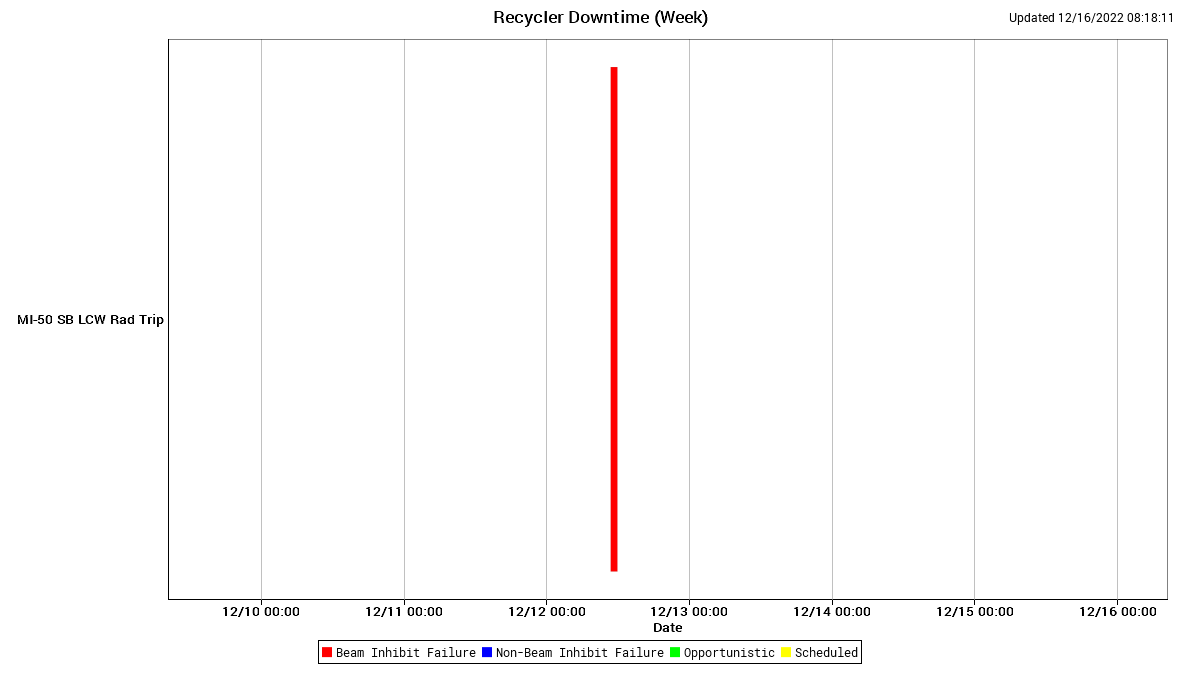 Recycler Downtime (Week)
Updated 12/16/2022 08:18:11
MI-50 SB LCW Rad Trip
12/10 00:00 12/11 00:00 12/12 00:00 12/13 00:00 12/14 00:00 12/15 00:00 12/16 00:00
Date
Beam Inhibit Failure Non-Beam Inhibit Failure Opportunistic Scheduled